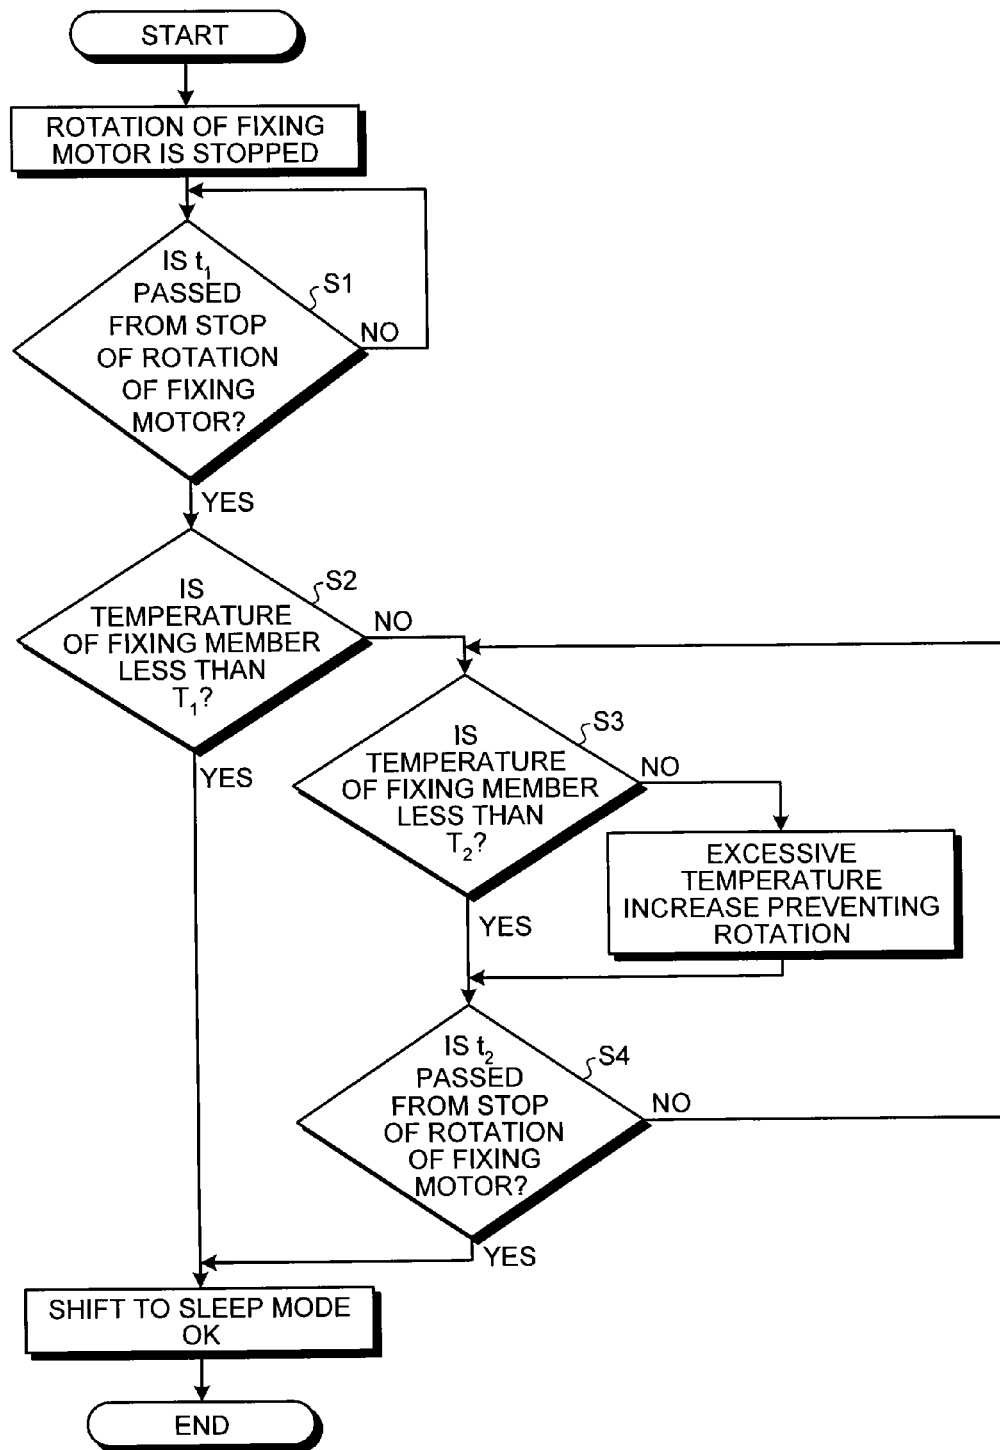 START
ROTATION OF FIXING
MOTOR IS STOPPED
IS t₁
PASSED
FROM STOP
OF ROTATION
OF FIXING
MOTOR?
S1
NO
YES
IS
TEMPERATURE
OF FIXING MEMBER
LESS THAN
T₁?
S2
NO
YES
IS
TEMPERATURE
OF FIXING MEMBER
LESS THAN
T₂?
S3
NO
YES
EXCESSIVE
TEMPERATURE
INCREASE PREVENTING
ROTATION
IS t₂
PASSED
FROM STOP
OF ROTATION
OF FIXING
MOTOR?
S4
NO
YES
SHIFT TO SLEEP MODE
OK
END